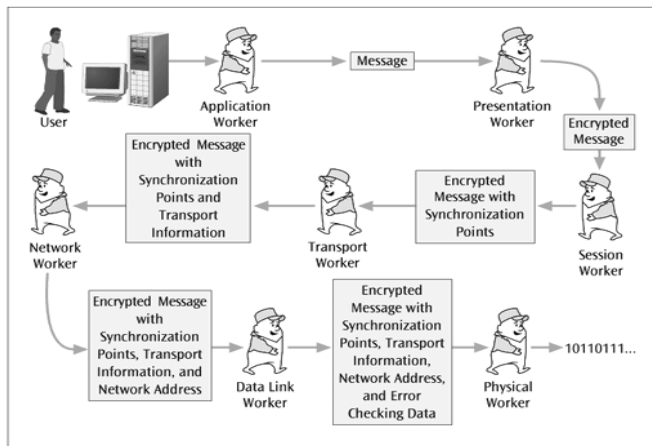 User
Application
Worker
Message
Presentation
Worker
Encrypted
Message
Session
Worker
Encrypted
Message with
Synchronization
Points
Transport
Worker
Encrypted Message
with
Synchronization
Points and
Transport
Information
Network
Worker
Encrypted Message
with
Synchronization
Points, Transport
Information, and
Network Address
Data Link
Worker
Encrypted
Message with
Synchronization
Points, Transport
Information,
Network Address,
and Error
Checking Data
Physical
Worker
10110111...